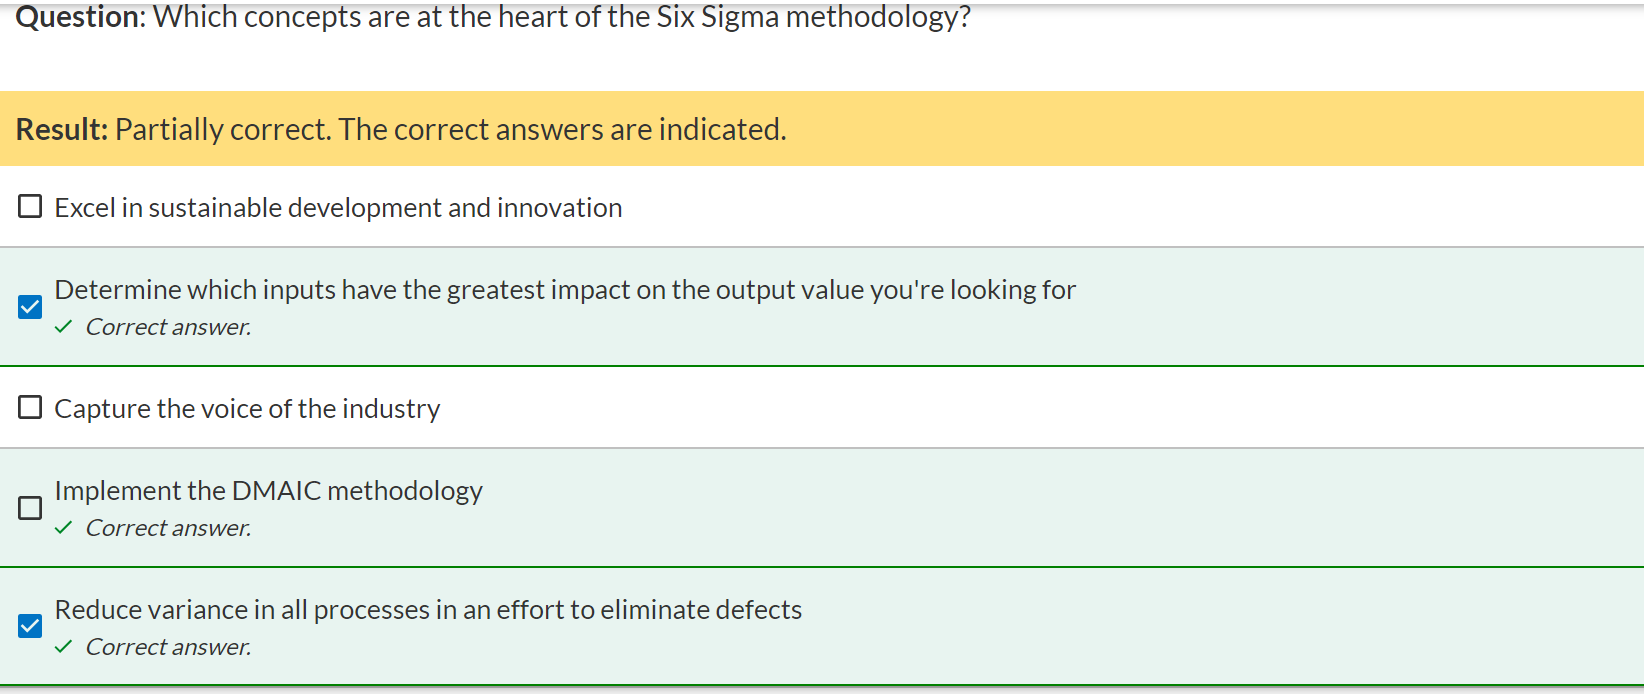 Question: Which concepts are at the heart of the Six Sigma methodology?
Result: Partially correct. The correct answers are indicated.
Excel in sustainable development and innovation
Determine which inputs have the greatest impact on the output value you're looking for
Correct answer.
Capture the voice of the industry
Implement the DMAIC methodology
Correct answer.
Reduce variance in all processes in an effort to eliminate defects
Correct answer.